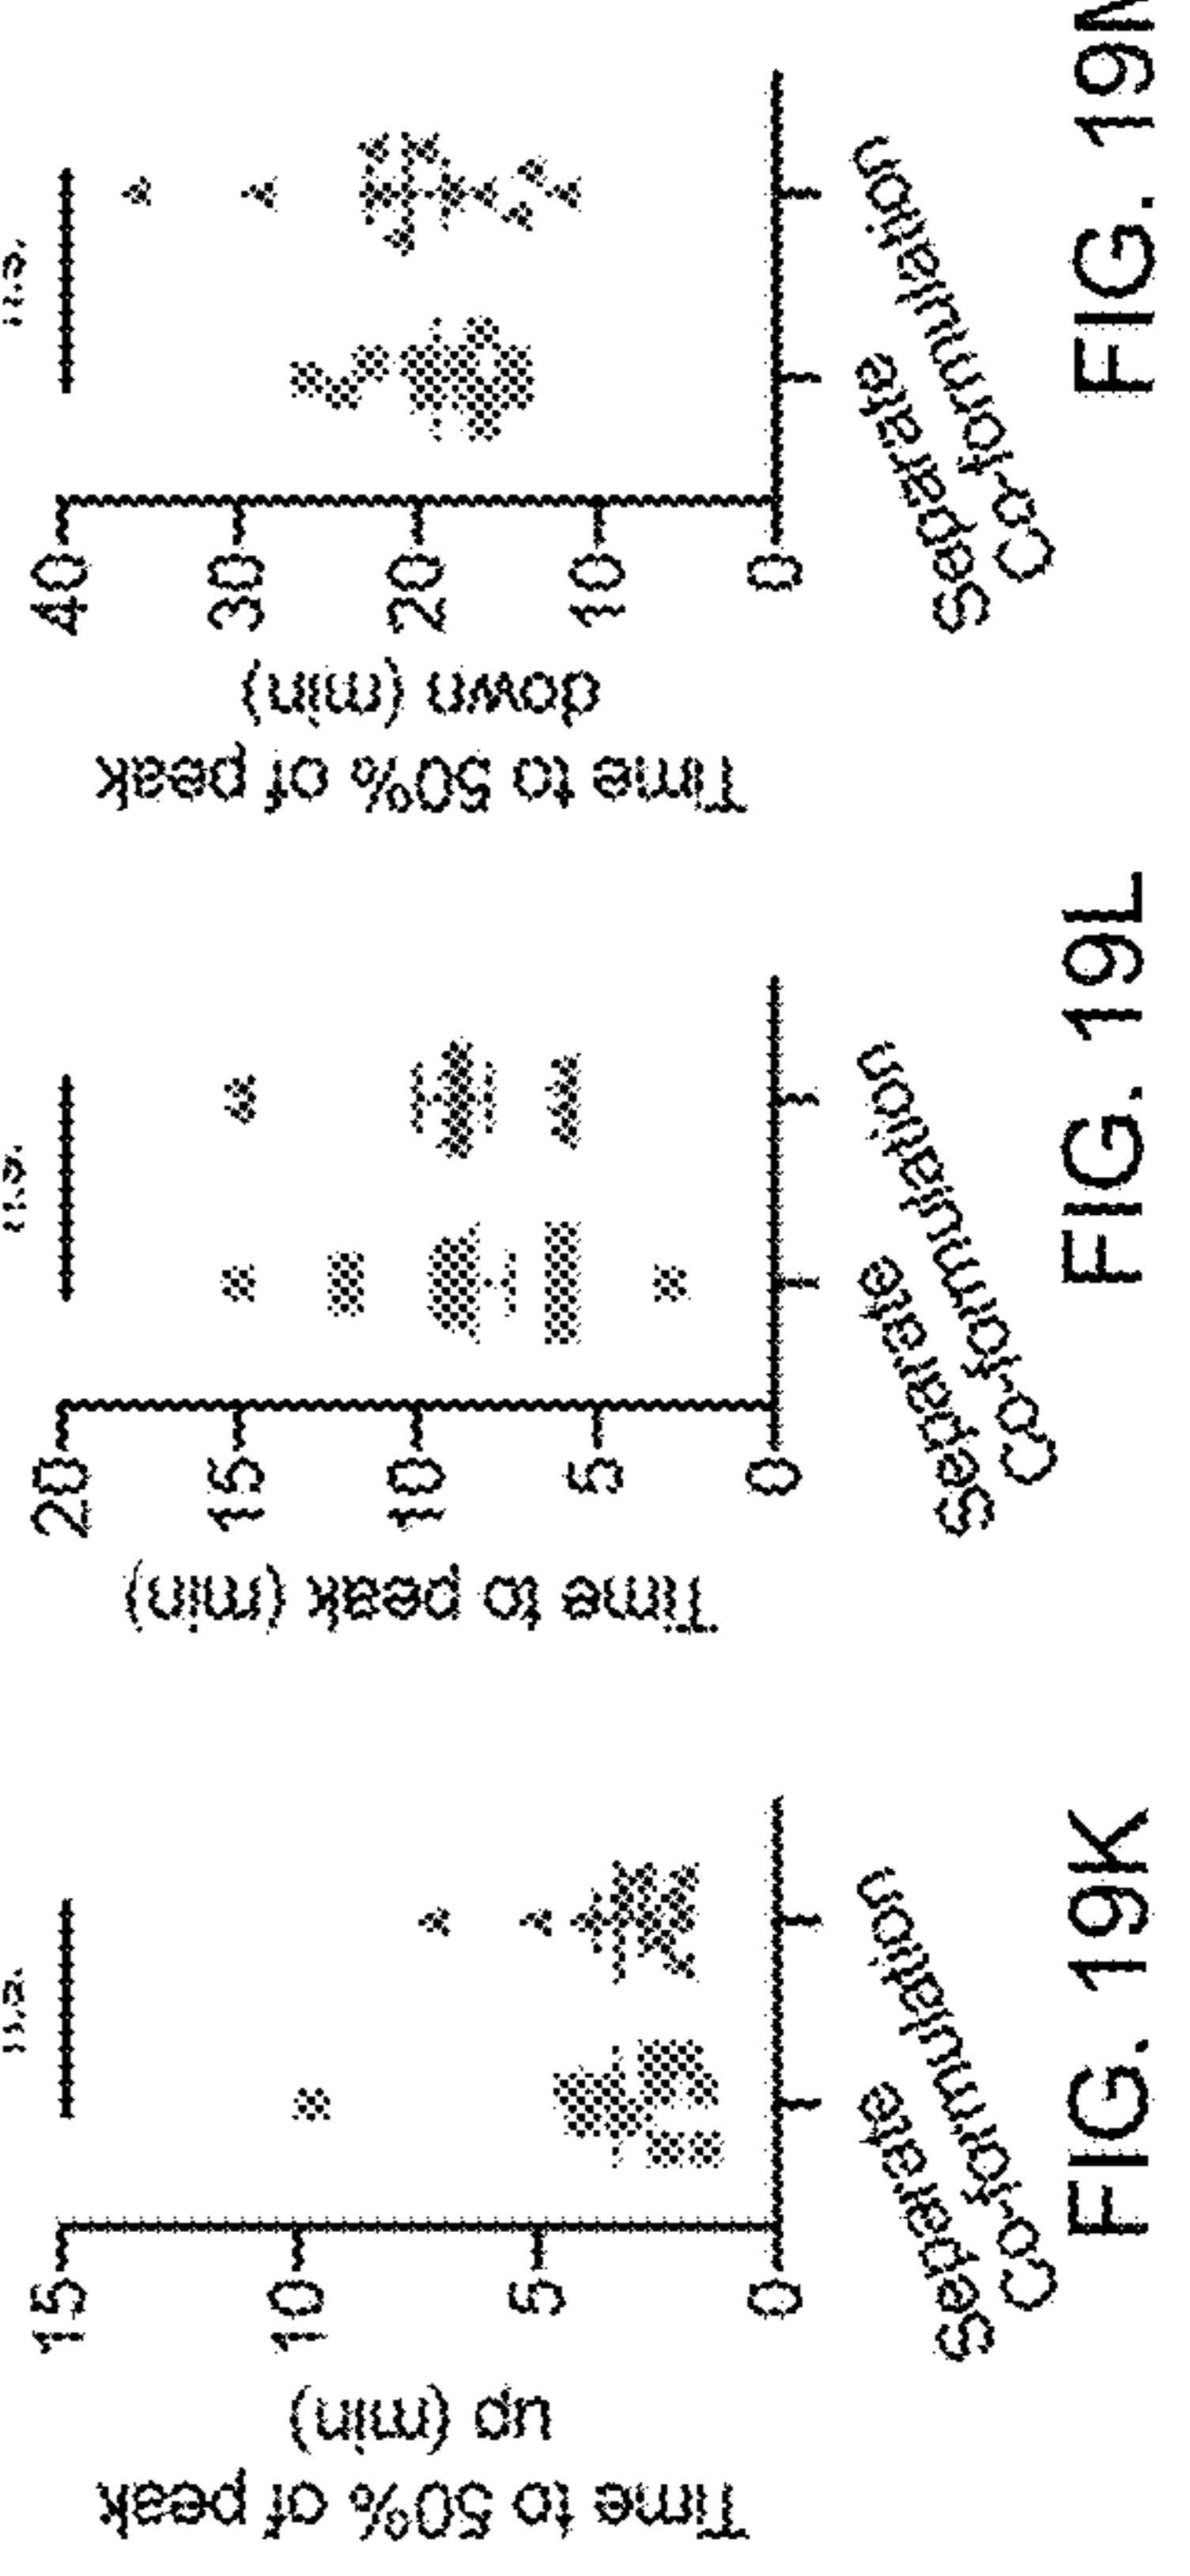 n.s.
15
10
5
0
Time to 50% of peak
up (min)
Separate
Co-formulation
FIG. 19K
n.s.
20
15
10
5
0
Time to peak (min)
Separate
Co-formulation
FIG. 19L
n.s.
40
30
20
10
0
Time to 50% of peak
down (min)
Separate
Co-formulation
FIG. 19M